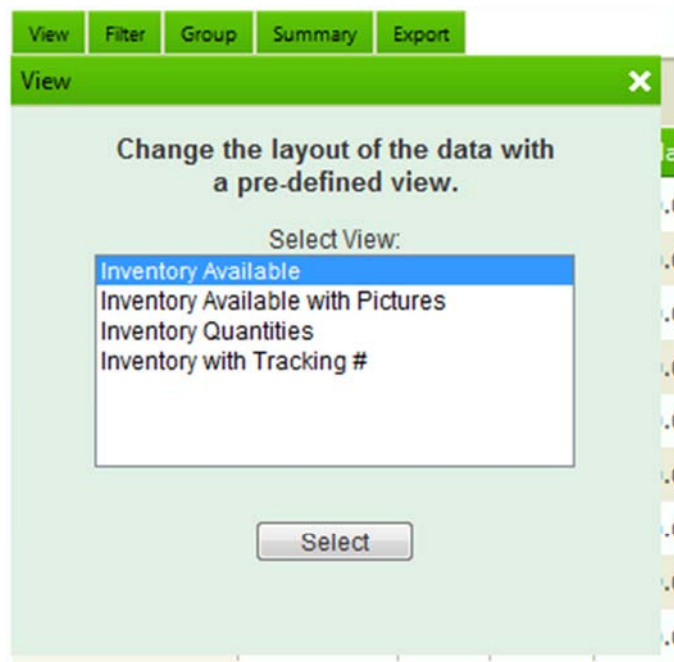 View Filter Group Summary Export
View
Change the layout of the data with
a pre-defined view.
Select View:
Inventory Available
Inventory Available with Pictures
Inventory Quantities
Inventory with Tracking #
Select